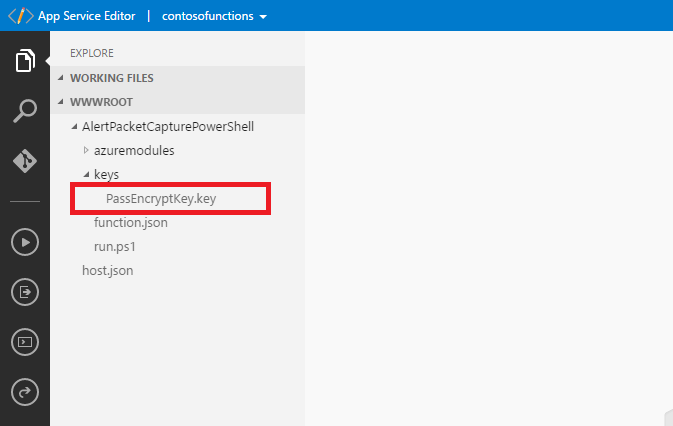 App Service Editor | contosofunctions
EXPLORE
WORKING FILES
WWWROOT
AlertPacketCapturePowerShell
azuremodules
keys
PassEncryptKey.key
function.json
run.ps1
host.json